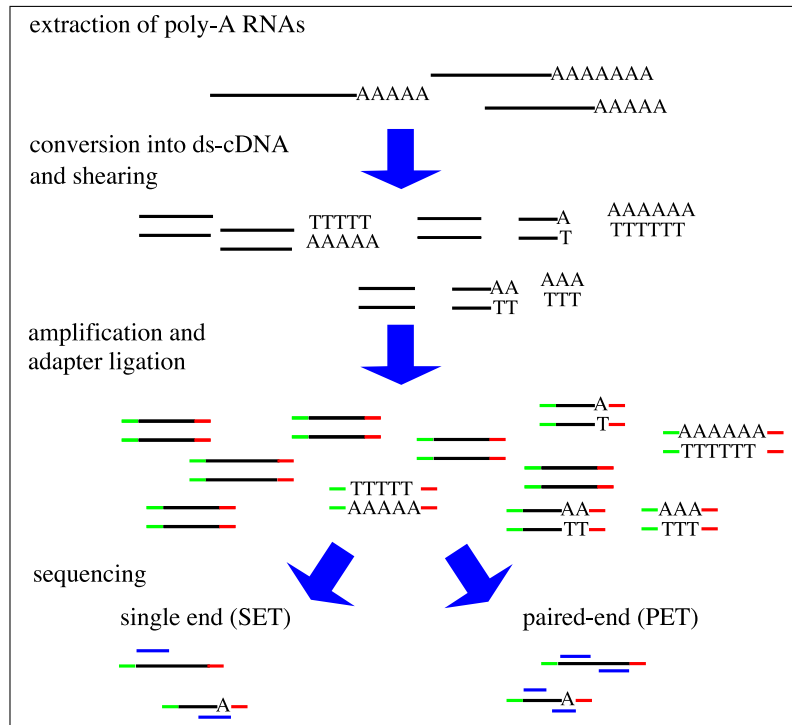 extraction of poly-A RNAs
AAAAAAA
AAAAA
AAAAA
conversion into ds-cDNA
and shearing
TTTTT
AAAAA
A
T
AAAAAA
TTTTTT
AA
TT
AAA
TTT
amplification and
adapter ligation
A
T
AAAAAA
TTTTTT
TTTTT
AAAAA
AA
TT
AAA
TTT
sequencing
single end (SET)
paired-end (PET)
A
A